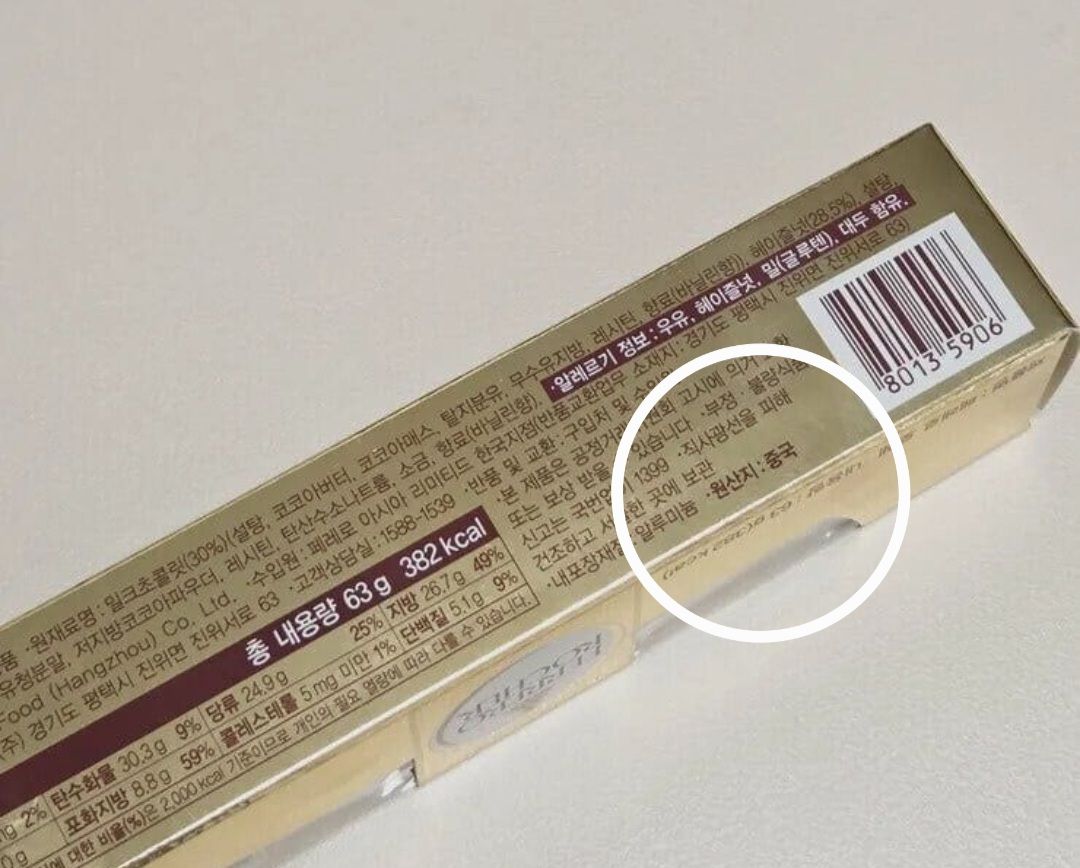 품 ·원재료명 : 밀크초콜릿(30%)(설탕, 코코아버터, 코코아매스, 탈지분유, 무수유지방, 레시틴, 향료(바닐린향)), 헤이즐넛(28.5%), 설탕,
유청분말, 저지방코코아파우더, 레시틴, 탄산수소나트륨, 소금, 향료(바닐린향) ·알레르기 정보 : 우유, 헤이즐넛, 밀(글루텐), 대두 함유.
Food (Hangzhou) Co., Ltd. ·수입원 : 페레로 아시아 리미티드 한국지점(반품교환업무 소재지 : 경기도 평택시 진위면 진위서로 63)
(주) 경기도 평택시 진위면 진위서로 63 ·고객상담실 : 1588-1539 ·반품 및 교환 : 구입처 및
·본 제품은 공정거래 고시에 의거
또는 보상 받을 있습니다 ·부정·불량식품
신고는 국번없이 1399 ·직사광선을 피해
건조하고 서늘한 곳에 보관
·내포장재질 : 알루미늄 ·원산지 : 중국
총 내용량 63 g 382 kcal
2% 탄수화물 30.3 g 9% 당류 24.9 g 25% 지방 26.7 g 49%
포화지방 8.8 g 59% 콜레스테롤 5 mg 미만 1% 단백질 5.1 g 9%
에 대한 비율(%)은 2,000 kcal 기준이므로 개인의 필요 열량에 따라 다를 수 있습니다.
8013 5906
63 g (382 kcal)
FERRERO
ROCHER